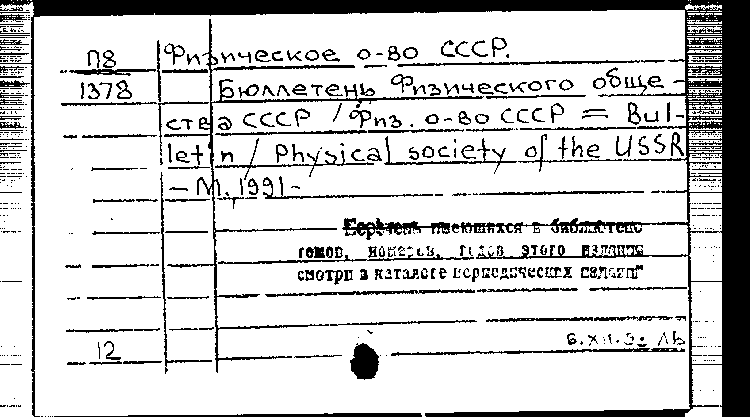 П8 Физическое о-во СССР.
1378 Бюллетень Физического обще-
ства СССР / Физ. о-во СССР = Bul-
letin / Physical society of the USSR
– М., 1991 –
Перечень имеющихся в библиотеке
томов, номеров, годов этого издания
смотри в каталоге периодических изданий"
12